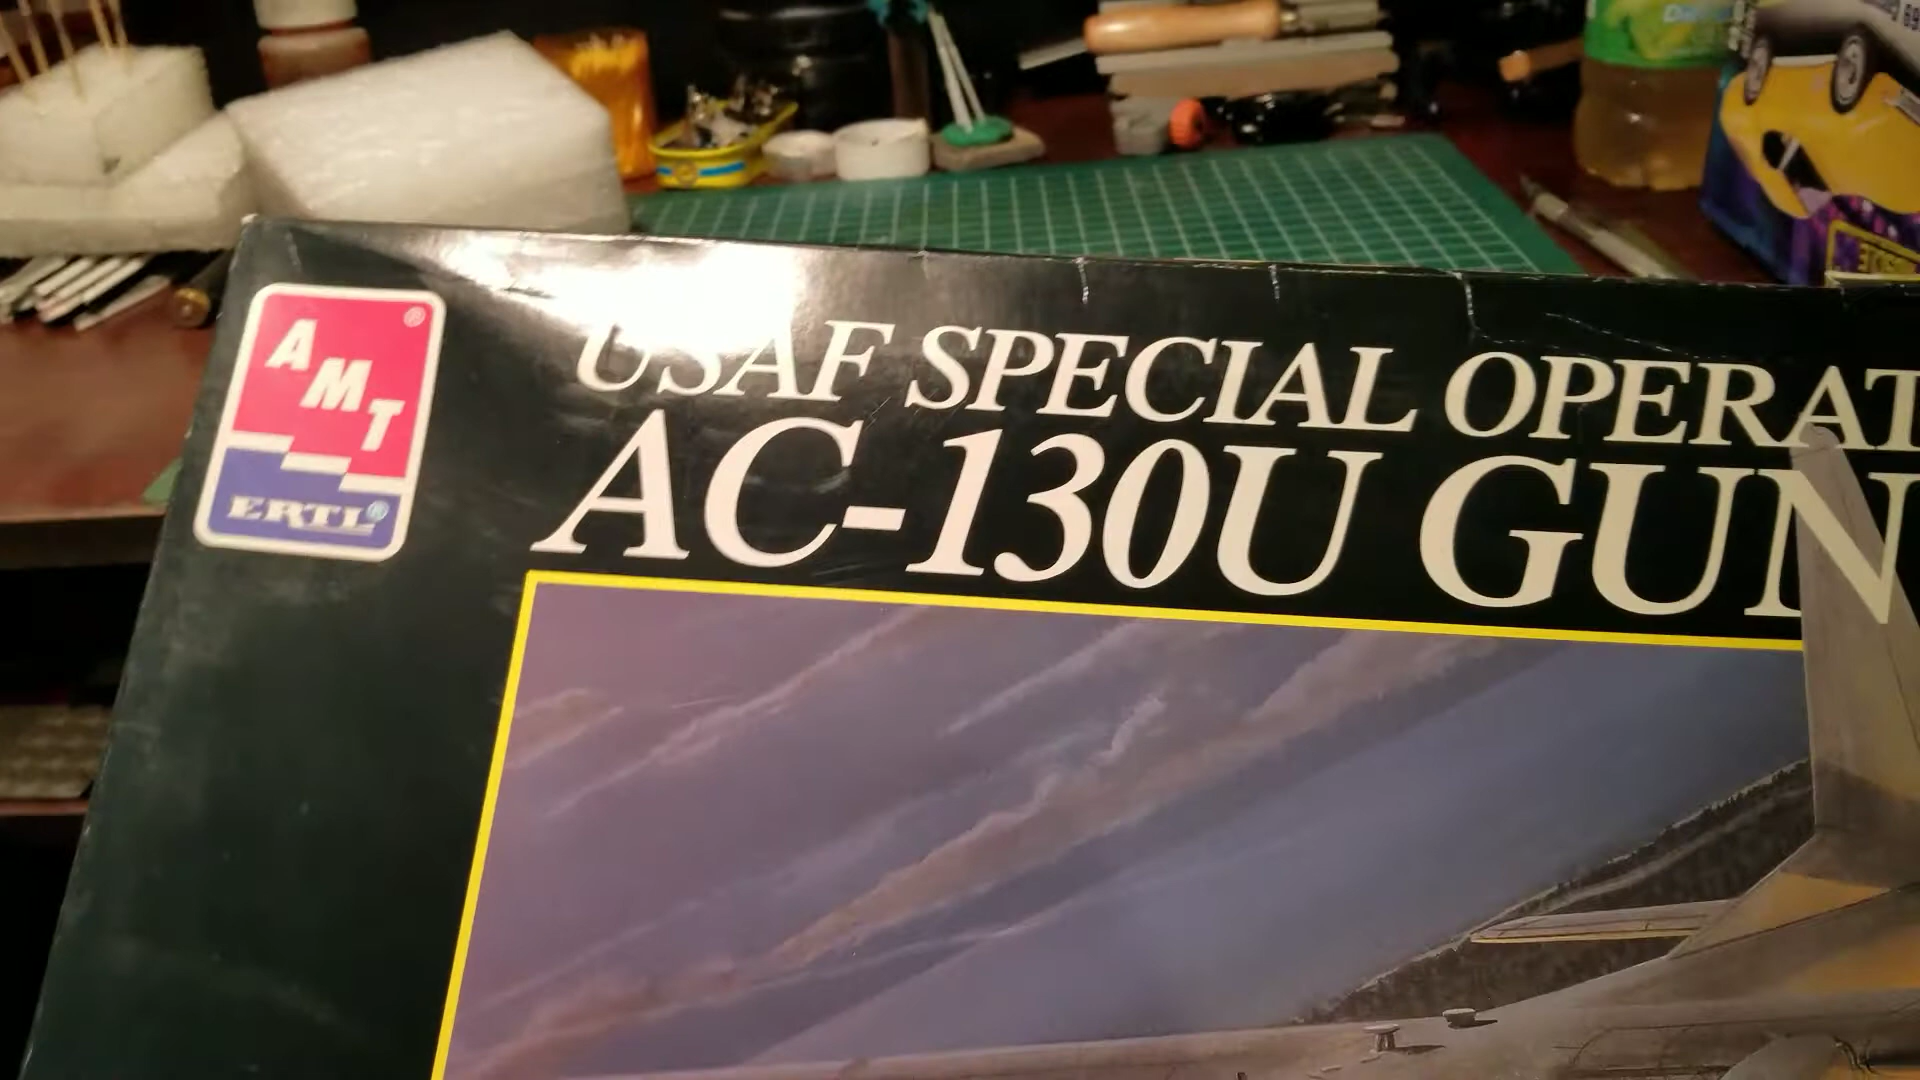 AMT®
ERTL®
USAF SPECIAL OPERAT
AC-130U GUN